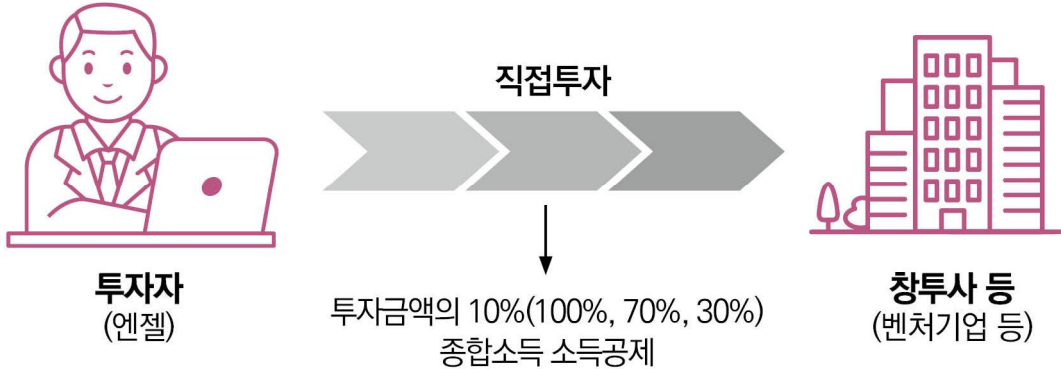 직접투자
투자자
(엔젤)
투자금액의 10%(100%, 70%, 30%)
종합소득 소득공제
창투사 등
(벤처기업 등)